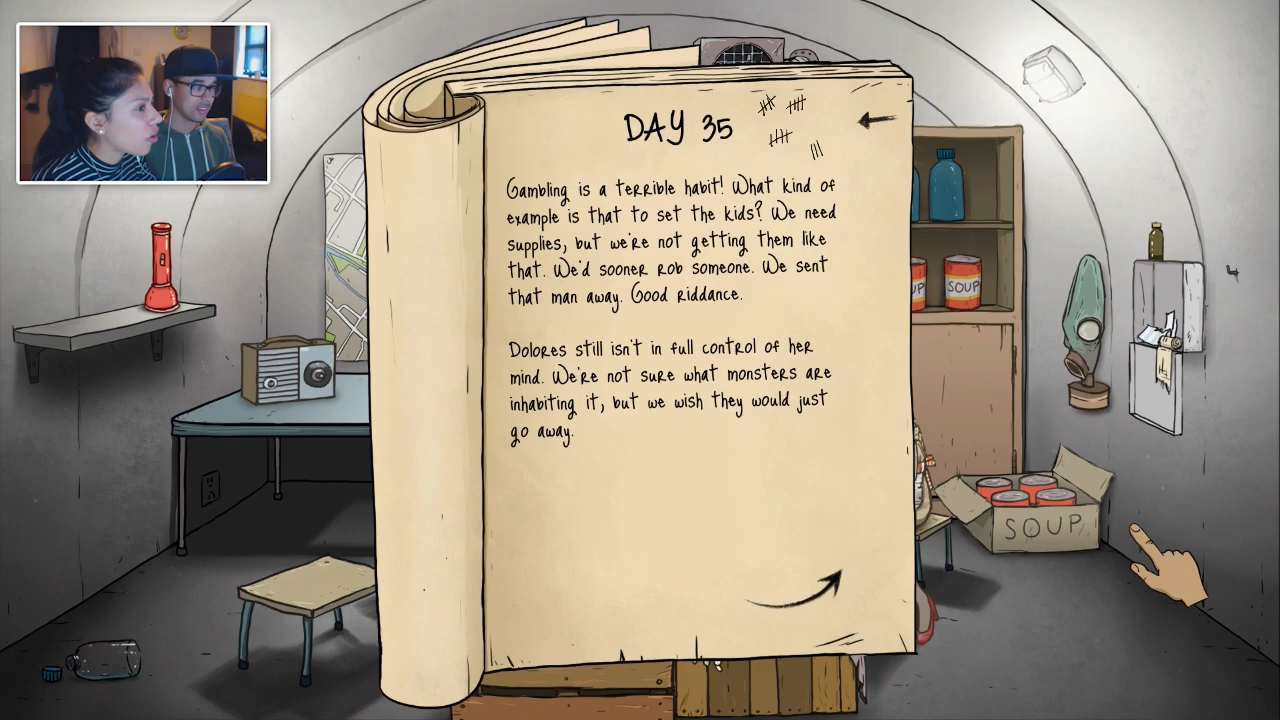 DAY 35
Gambling is a terrible habit! What kind of
example is that to set the kids? We need
supplies, but we're not getting them like
that. We'd sooner rob someone. We sent
that man away. Good riddance.
Dolores still isn't in full control of her
mind. We're not sure what monsters are
inhabiting it, but we wish they would just
go away.
UP
SOUP
SOUP